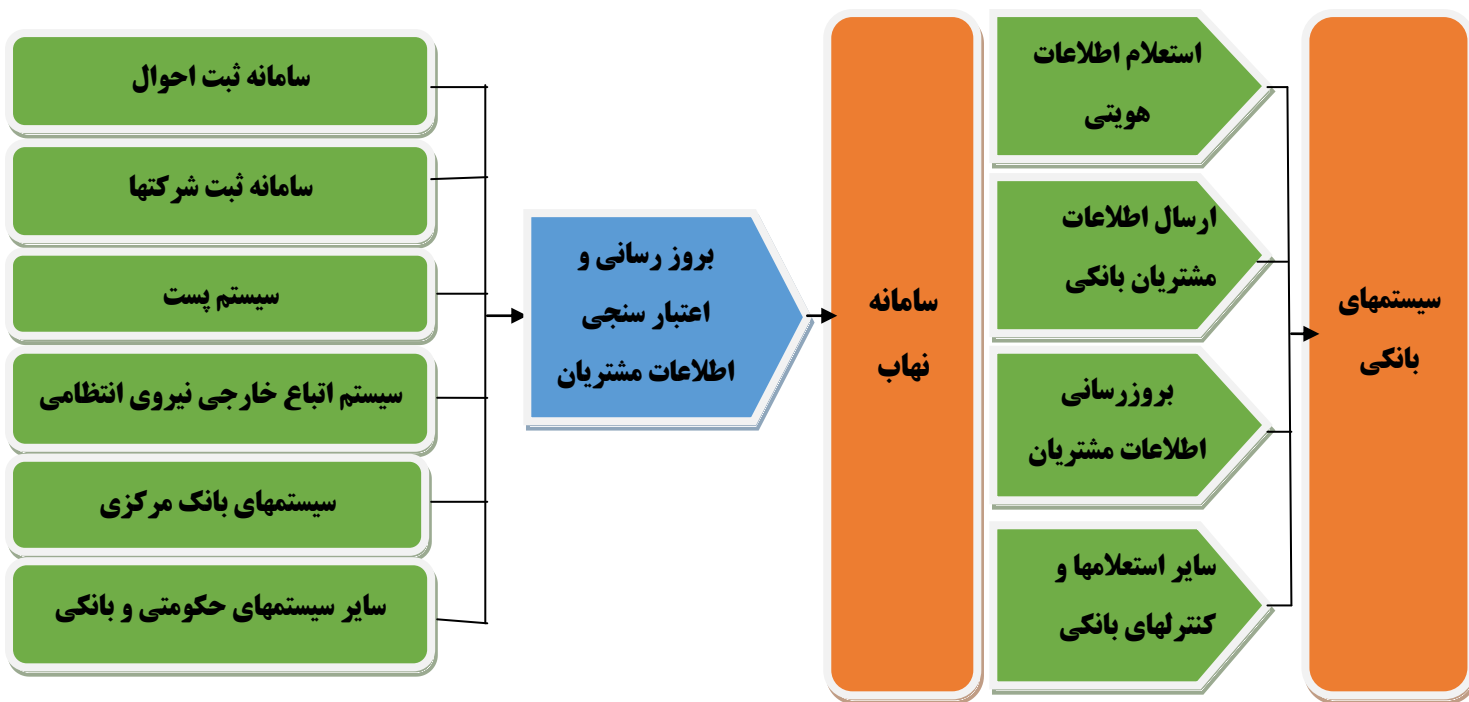 سامانه ثبت احوال
سامانه ثبت شرکتها
سیستم پست
سیستم اتباع خارجی نیروی انتظامی
سیستمهای بانک مرکزی
سایر سیستمهای حکومتی و بانکی
بروز رسانی و
اعتبار سنجی
اطلاعات مشتریان
سامانه
نهاب
استعلام اطلاعات
هویتی
ارسال اطلاعات
مشتریان بانکی
بروزرسانی
اطلاعات مشتریان
سایر استعلامها و
کنترلهای بانکی
سیستمهای
بانکی